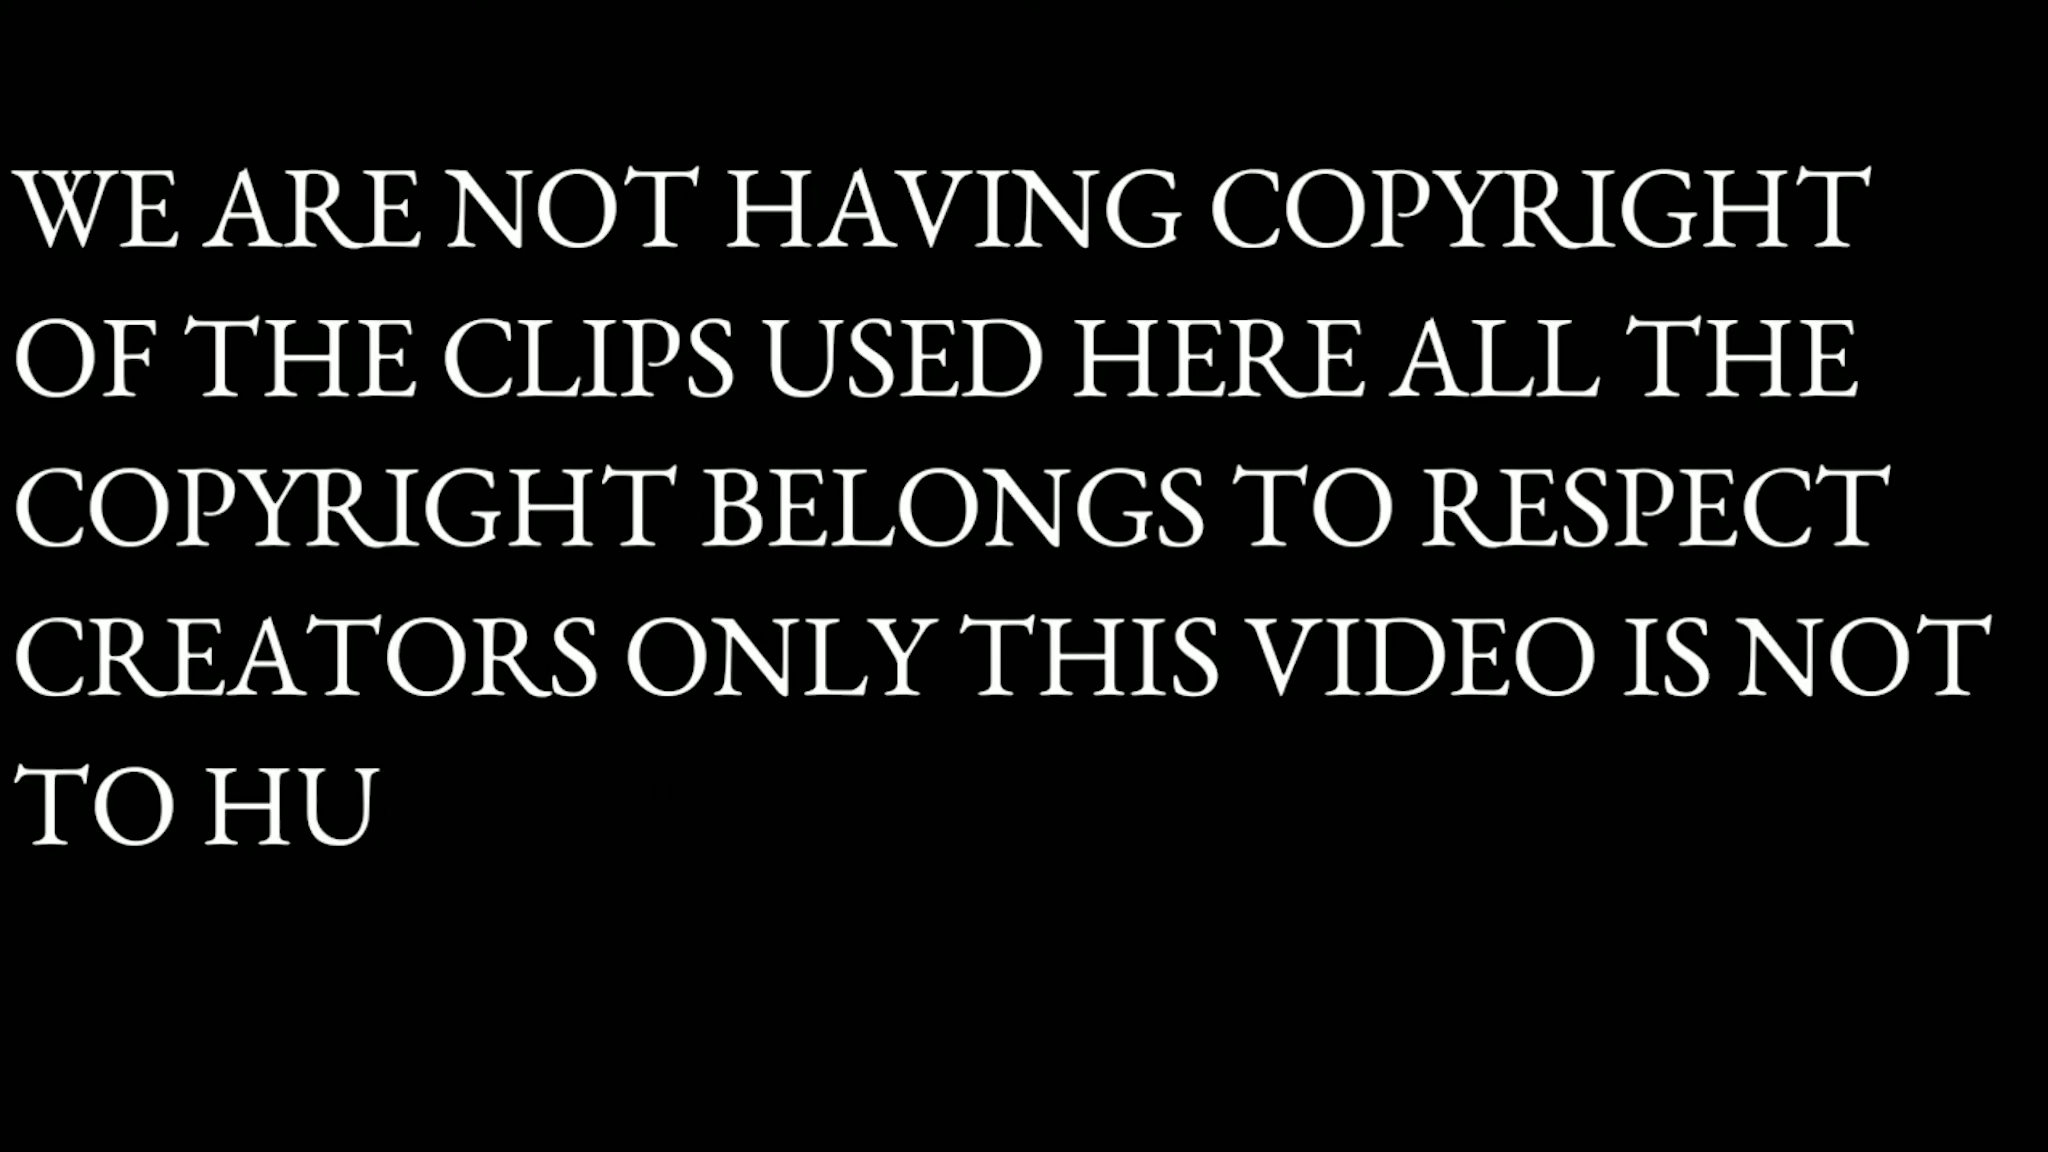 WE ARE NOT HAVING COPYRIGHT
OF THE CLIPS USED HERE ALL THE
COPYRIGHT BELONGS TO RESPECT
CREATORS ONLY THIS VIDEO IS NOT
TO HU